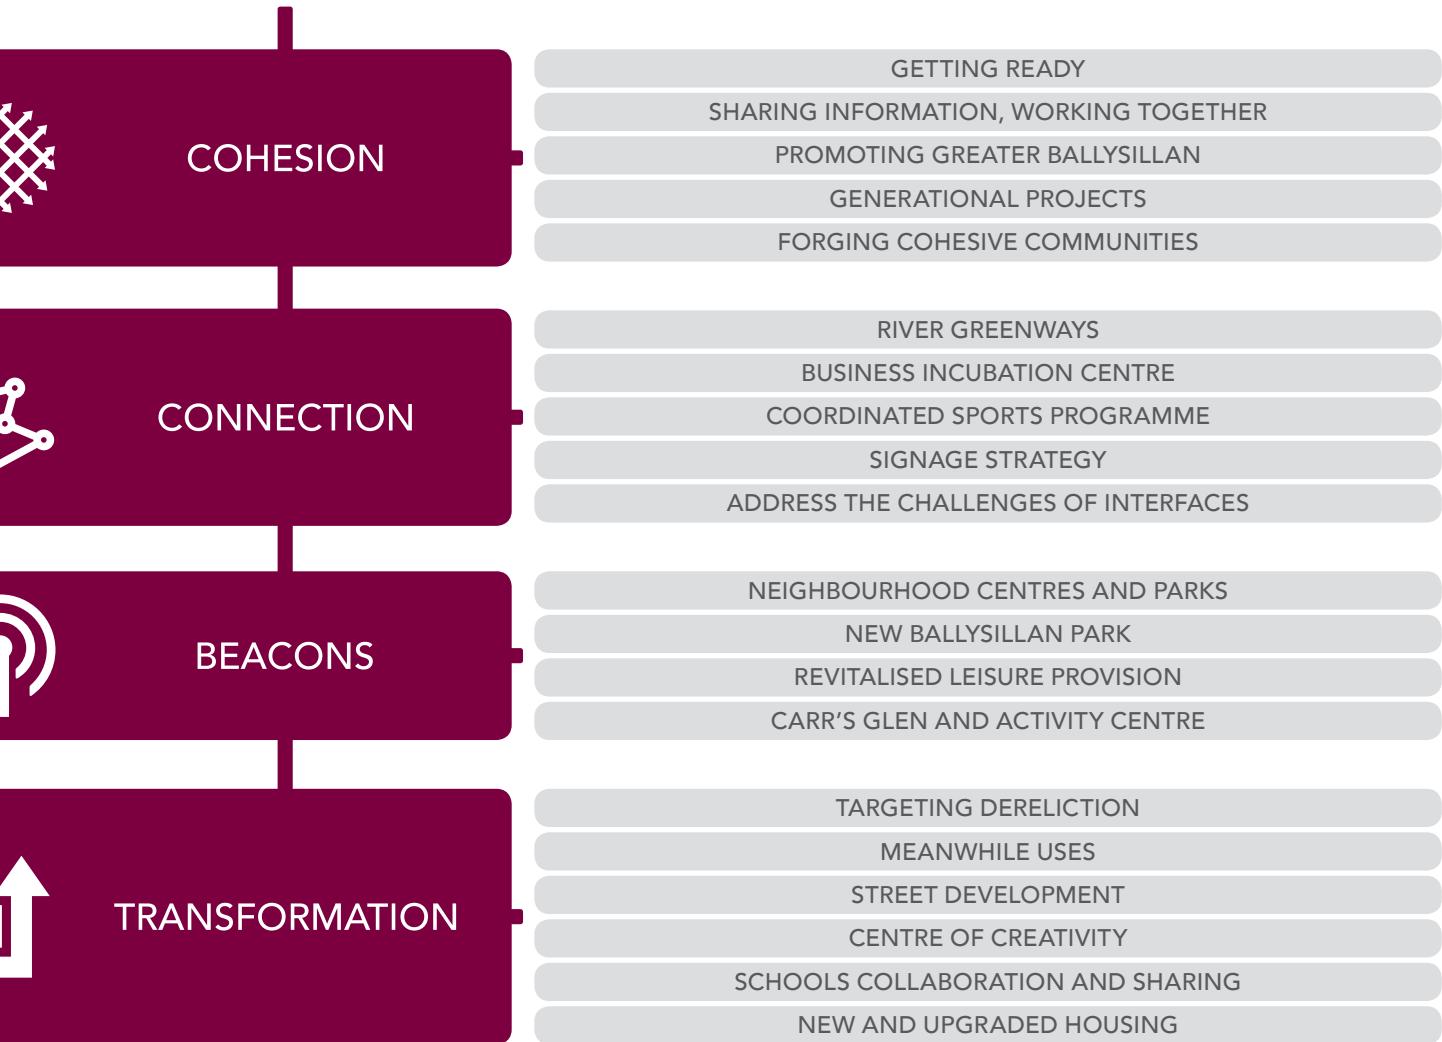 COHESION
GETTING READY
SHARING INFORMATION, WORKING TOGETHER
PROMOTING GREATER BALLYSILLAN
GENERATIONAL PROJECTS
FORGING COHESIVE COMMUNITIES
CONNECTION
RIVER GREENWAYS
BUSINESS INCUBATION CENTRE
COORDINATED SPORTS PROGRAMME
SIGNAGE STRATEGY
ADDRESS THE CHALLENGES OF INTERFACES
BEACONS
NEIGHBOURHOOD CENTRES AND PARKS
NEW BALLYSILLAN PARK
REVITALISED LEISURE PROVISION
CARR’S GLEN AND ACTIVITY CENTRE
TRANSFORMATION
TARGETING DERELICTION
MEANWHILE USES
STREET DEVELOPMENT
CENTRE OF CREATIVITY
SCHOOLS COLLABORATION AND SHARING
NEW AND UPGRADED HOUSING